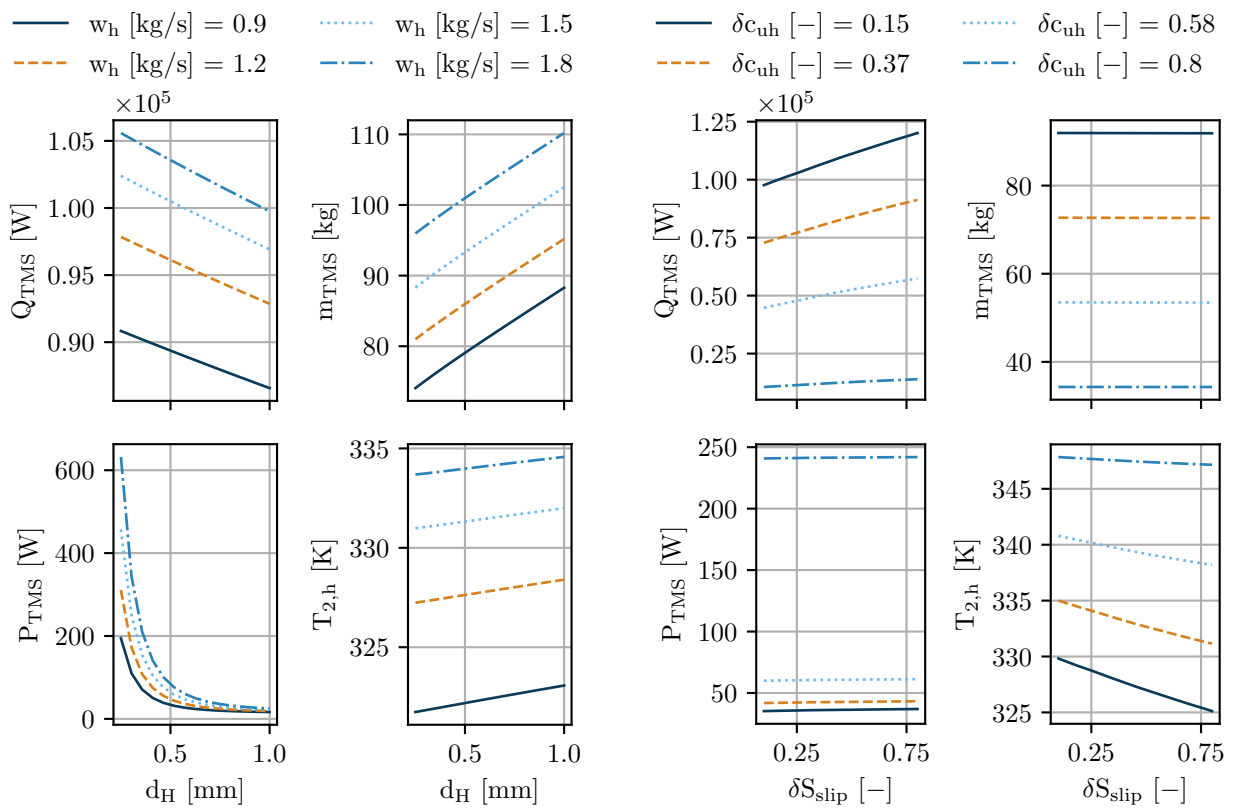 w_h [kg/s] = 0.9
w_h [kg/s] = 1.2
w_h [kg/s] = 1.5
w_h [kg/s] = 1.8
δc_uh [−] = 0.15
δc_uh [−] = 0.37
δc_uh [−] = 0.58
δc_uh [−] = 0.8
×10⁵
1.05
1.00
0.95
0.90
Q_TMS [W]
110
100
90
80
m_TMS [kg]
×10⁵
1.25
1.00
0.75
0.50
0.25
Q_TMS [W]
80
60
40
m_TMS [kg]
600
400
200
0
P_TMS [W]
0.5 1.0
d_H [mm]
335
330
325
T_2,h [K]
0.5 1.0
d_H [mm]
250
200
150
100
50
P_TMS [W]
0.25 0.75
δS_slip [−]
345
340
335
330
325
T_2,h [K]
0.25 0.75
δS_slip [−]